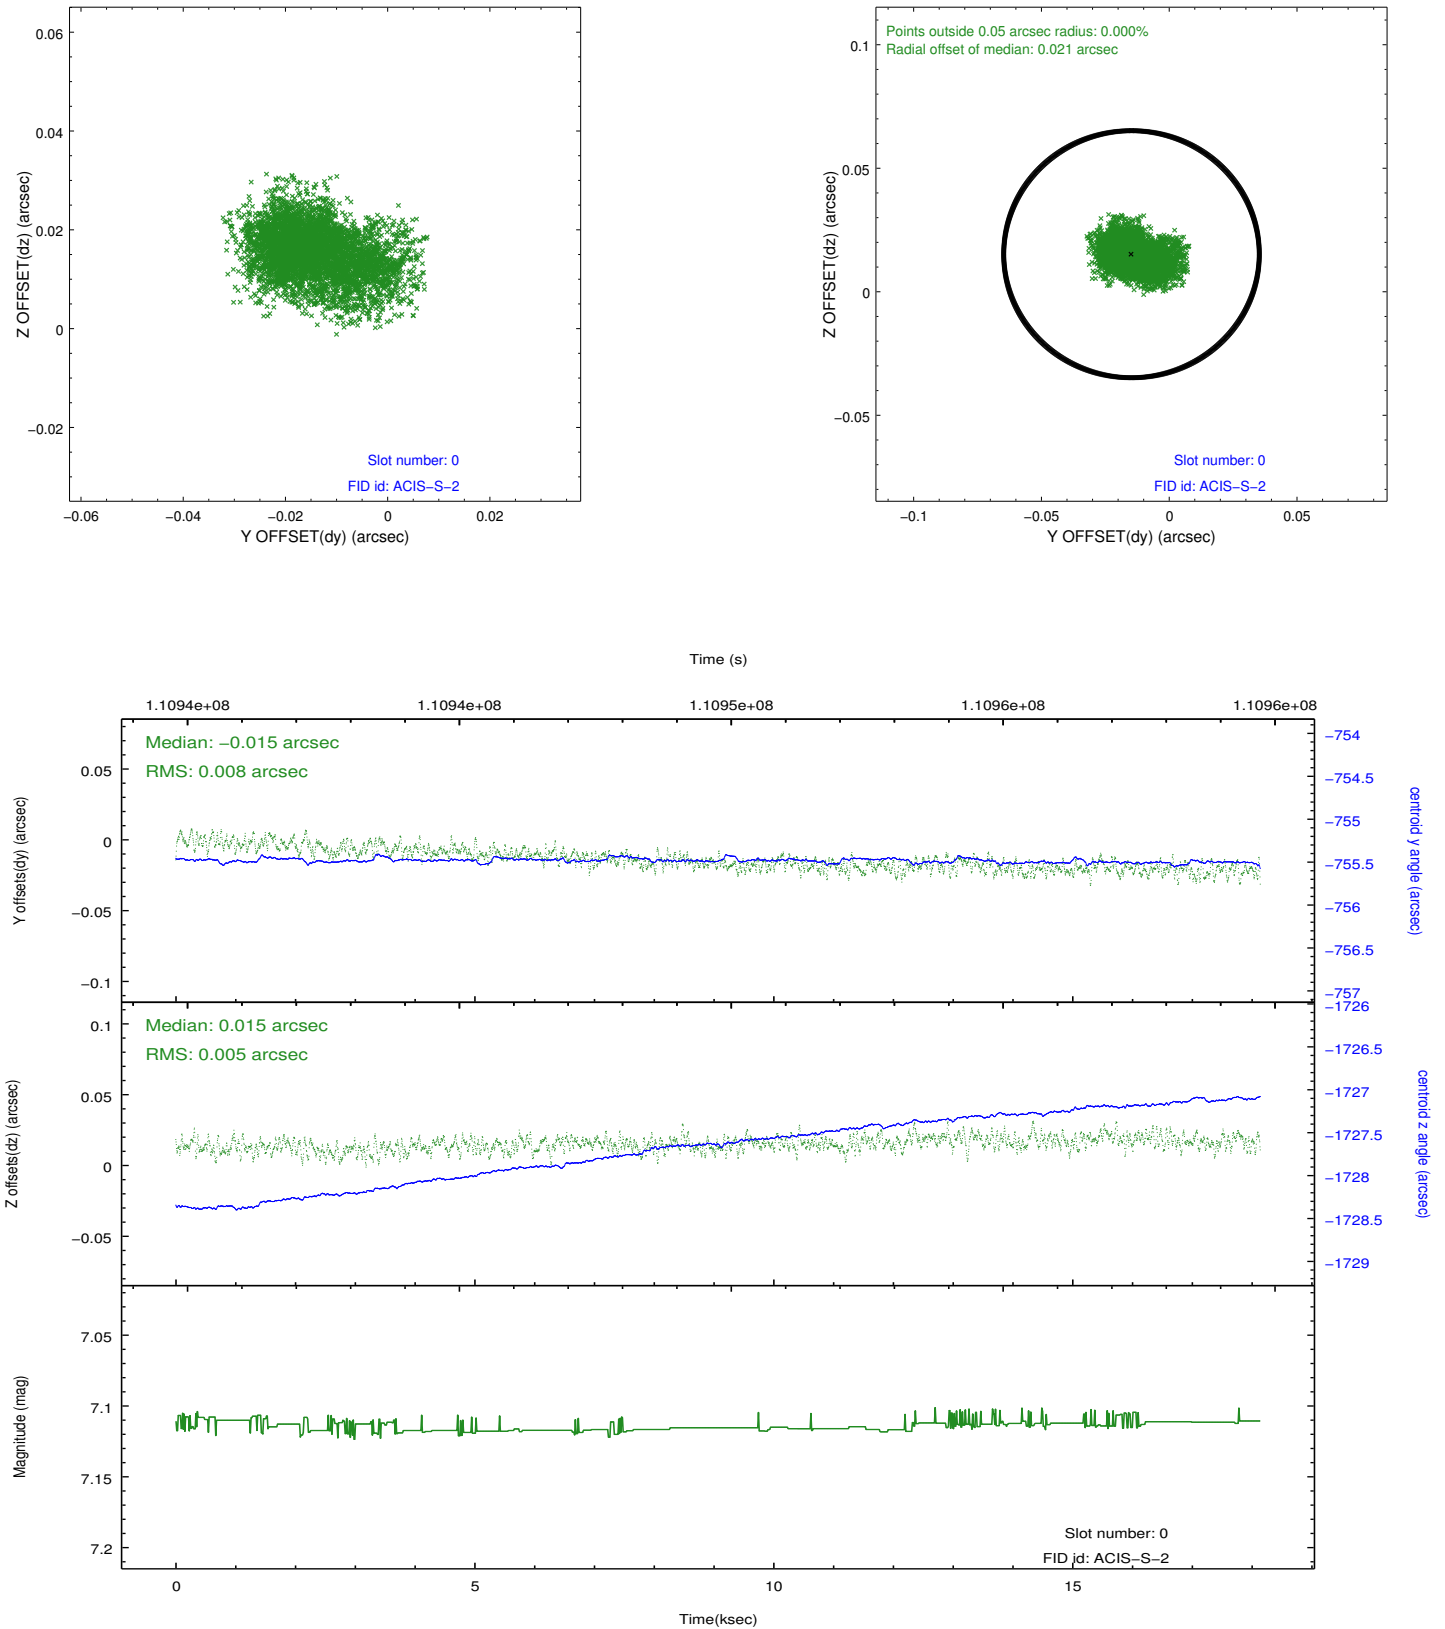 0.06
0.04
0.02
0
−0.02
Z OFFSET(dz) (arcsec)
Slot number: 0
FID id: ACIS−S−2
−0.06 −0.04 −0.02 0 0.02
Y OFFSET(dy) (arcsec)
Points outside 0.05 arcsec radius: 0.000%
Radial offset of median: 0.021 arcsec
0.1
0.05
0
−0.05
Z OFFSET(dz) (arcsec)
Slot number: 0
FID id: ACIS−S−2
−0.1 −0.05 0 0.05
Y OFFSET(dy) (arcsec)
Time (s)
1.1094e+08 1.1094e+08 1.1095e+08 1.1096e+08 1.1096e+08
Median: −0.015 arcsec
RMS: 0.008 arcsec
0.05
0
−0.05
−0.1
Y offsets(dy) (arcsec)
−754
−754.5
−755
−755.5
−756
−756.5
−757
centroid y angle (arcsec)
Median: 0.015 arcsec
RMS: 0.005 arcsec
0.1
0.05
0
−0.05
Z offsets(dz) (arcsec)
−1726
−1726.5
−1727
−1727.5
−1728
−1728.5
−1729
centroid z angle (arcsec)
7.05
7.1
7.15
7.2
Magnitude (mag)
Slot number: 0
FID id: ACIS−S−2
0 5 10 15
Time(ksec)